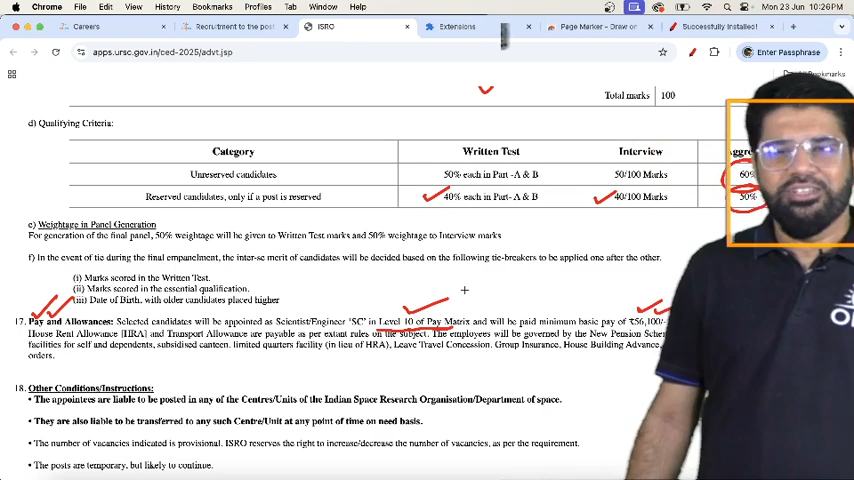 Chrome File Edit View History Bookmarks Profiles Tab Window Help Mon 23 Jun 10:26PM
Careers Recruitment to the post ISRO Extensions Page Marker - Draw on Successfully Installed!
apps.ursc.gov.in/ced-2025/advt.jsp Enter Passphrase
Bookmarks
Total marks 100
d) Qualifying Criteria:
Category Written Test Interview Aggre
Unreserved candidates 50% each in Part -A & B 50/100 Marks 60%
Reserved candidates, only if a post is reserved 40% each in Part- A & B 40/100 Marks 50%
e) Weightage in Panel Generation
For generation of the final panel, 50% weightage will be given to Written Test marks and 50% weightage to Interview marks
f) In the event of tie during the final empanelment, the inter-se merit of candidates will be decided based on the following tie-breakers to be applied one after the other.
(i) Marks scored in the Written Test.
(ii) Marks scored in the essential qualification.
(iii) Date of Birth, with older candidates placed higher
17. Pay and Allowances: Selected candidates will be appointed as Scientist/Engineer 'SC' in Level 10 of Pay Matrix and will be paid minimum basic pay of ₹56,100/-
House Rent Allowance [HRA) and Transport Allowance are payable as per extant rules on the subject. The employees will be governed by the New Pension Scheme
facilities for self and dependents, subsidised canteen, limited quarters facility (in lieu of HRA), Leave Travel Concession. Group Insurance, House Building Advance,
orders.
18. Other Conditions/Instructions:
• The appointees are liable to be posted in any of the Centres/Units of the Indian Space Research Organisation/Department of space.
• They are also liable to be transferred to any such Centre/Unit at any point of time on need basis.
• The number of vacancies indicated is provisional. ISRO reserves the right to increase/decrease the number of vacancies, as per the requirement.
• The posts are temporary, but likely to continue.